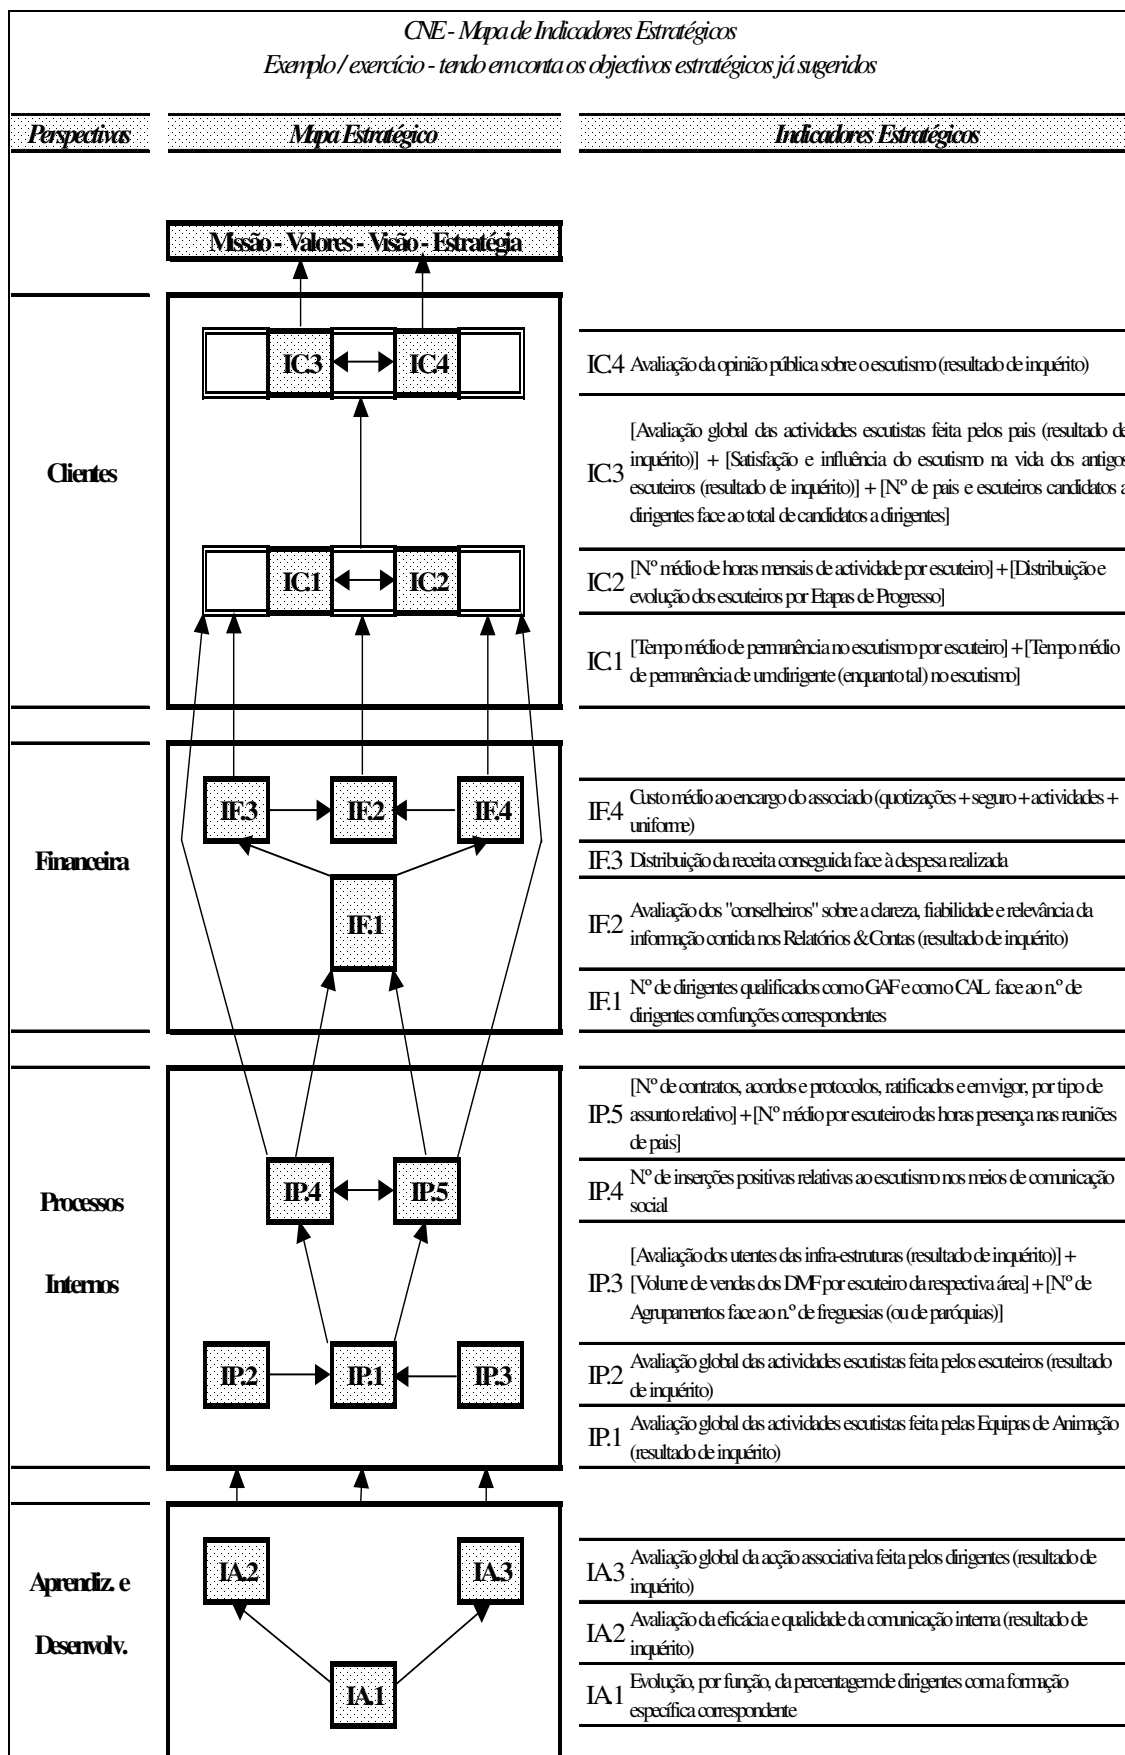 CNE - Mapa de Indicadores Estratégicos
Exemplo / exercício - tendo em conta os objectivos estratégicos já sugeridos
Perspectivas
Mapa Estratégico
Indicadores Estratégicos
Missão - Valores - Visão - Estratégia
Clientes
IC.3
IC.4
IC.1
IC.2
IC.4 Avaliação da opinião pública sobre o escutismo (resultado de inquérito)
[Avaliação global das actividades escutistas feita pelos pais (resultado de
inquérito)] + [Satisfação e influência do escutismo na vida dos antigos
IC.3 escuteiros (resultado de inquérito)] + [N.º de pais e escuteiros candidatos a
dirigentes face ao total de candidatos a dirigentes]
IC.2 [N.º médio de horas mensais de actividade por escuteiro] + [Distribuição e
evolução dos escuteiros por Etapas de Progresso]
IC.1 [Tempo médio de permanência no escutismo por escuteiro] + [Tempo médio
de permanência de um dirigente (enquanto tal) no escutismo]
Financeira
IF.3
IF.2
IF.4
IF.1
IF.4 Custo médio ao encargo do associado (quotizações + seguro + actividades +
uniforme)
IF.3 Distribuição da receita conseguida face à despesa realizada
IF.2 Avaliação dos "conselheiros" sobre a clareza, fiabilidade e relevância da
informação contida nos Relatórios & Contas (resultado de inquérito)
IF.1 N.º de dirigentes qualificados como GAF e como CAL face ao n.º de
dirigentes com funções correspondentes
Processos
Internos
IP.4
IP.5
IP.2
IP.1
IP.3
[N.º de contratos, acordos e protocolos, ratificados e em vigor, por tipo de
IP.5 assunto relativo] + [N.º médio por escuteiro das horas presença nas reuniões
de pais]
IP.4 N.º de inserções positivas relativas ao escutismo nos meios de comunicação
social
[Avaliação dos utentes das infra-estruturas (resultado de inquérito)] +
IP.3 [Volume de vendas dos DMF por escuteiro da respectiva área] + [N.º de
Agrupamentos face ao n.º de freguesias (ou de paróquias)]
IP.2 Avaliação global das actividades escutistas feita pelos escuteiros (resultado
de inquérito)
IP.1 Avaliação global das actividades escutistas feita pelas Equipas de Animação
(resultado de inquérito)
Aprendiz. e
Desenvolv.
IA.2
IA.3
IA.1
IA.3 Avaliação global da acção associativa feita pelos dirigentes (resultado de
inquérito)
IA.2 Avaliação da eficácia e qualidade da comunicação interna (resultado de
inquérito)
IA.1 Evolução, por função, da percentagem de dirigentes com a formação
específica correspondente